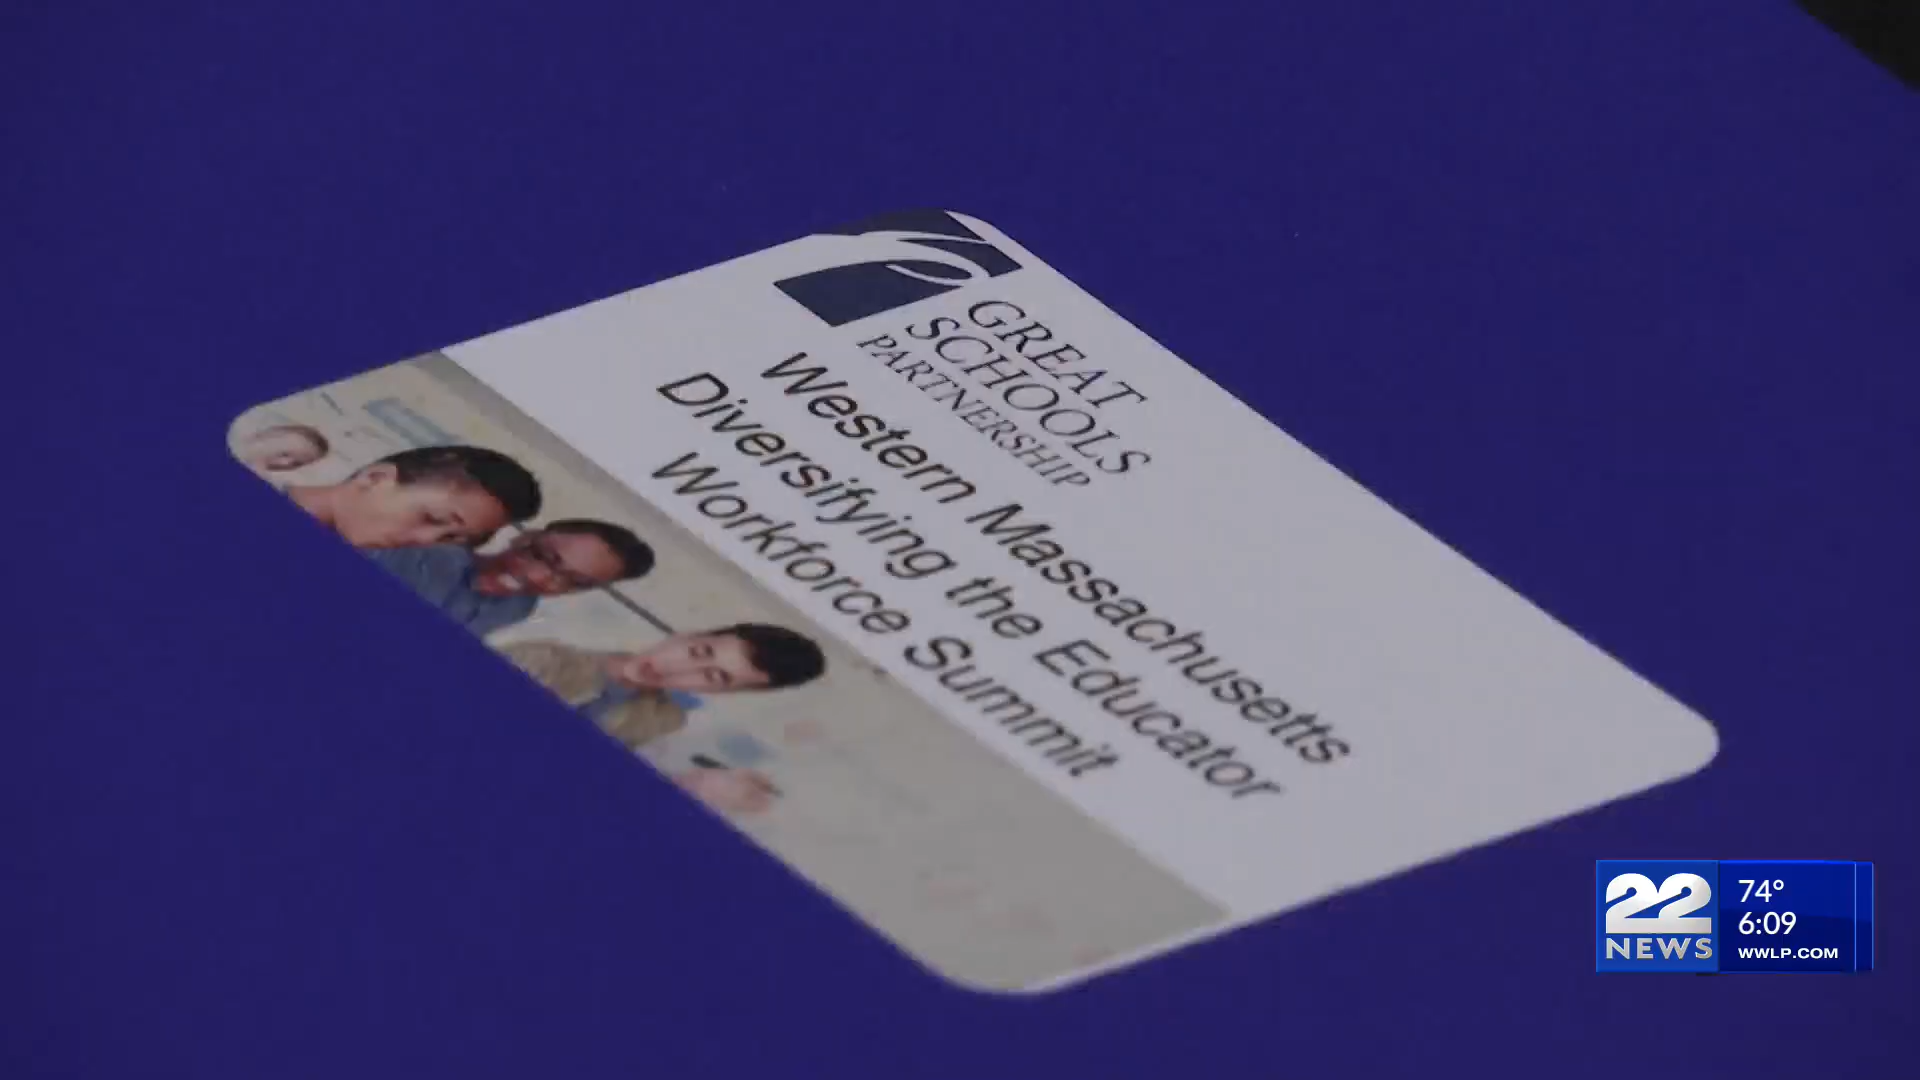 GREAT
SCHOOLS
PARTNERSHIP
Western Massachusetts
Diversifying the Educator
Workforce Summit
22
NEWS
74°
6:09
WWLP.COM